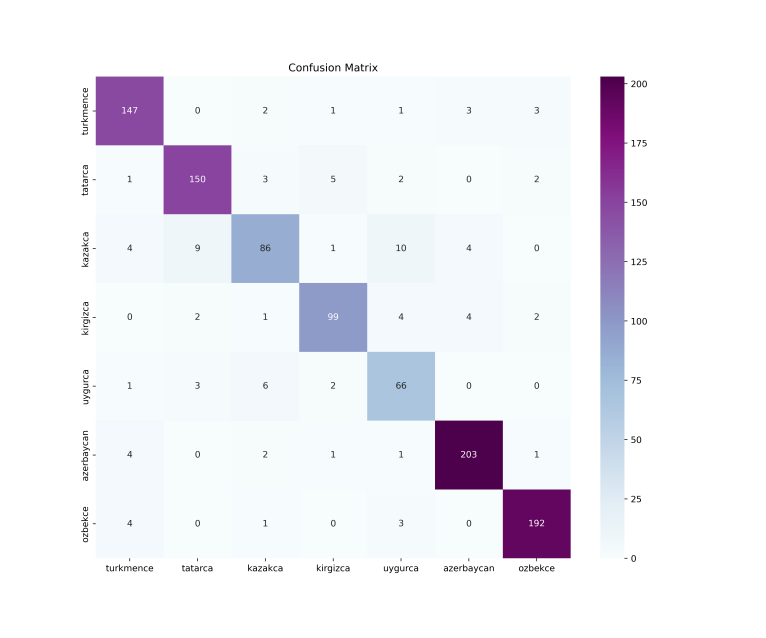 Confusion Matrix
turkmence 147 0 2 1 1 3 3
tatarca 1 150 3 5 2 0 2
kazakca 4 9 86 1 10 4 0
kirgizca 0 2 1 99 4 4 2
uygurca 1 3 6 2 66 0 0
azerbaycan 4 0 2 1 1 203 1
ozbekce 4 0 1 0 3 0 192
turkmence tatarca kazakca kirgizca uygurca azerbaycan ozbekce
200
175
150
125
100
75
50
25
0